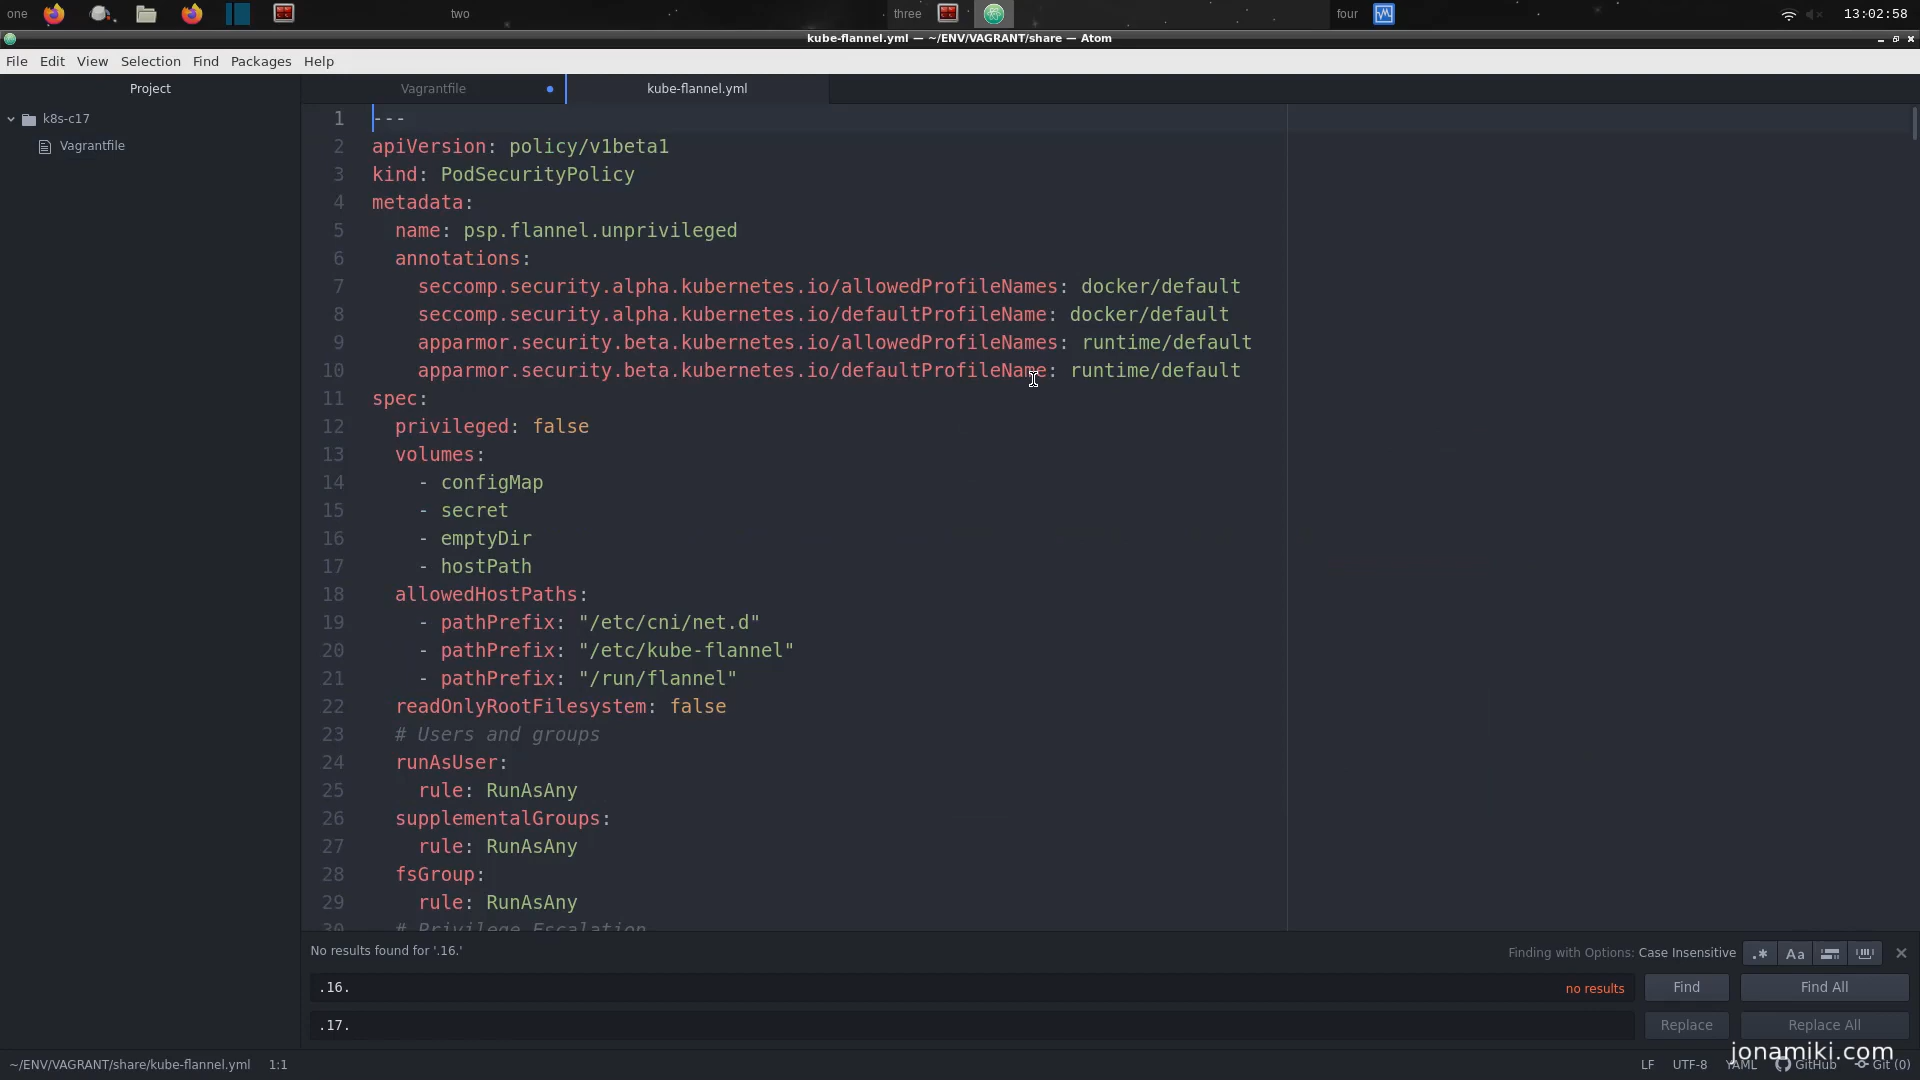 one two three four 13:02:58
kube-flannel.yml — ~/ENV/VAGRANT/share — Atom
File Edit View Selection Find Packages Help
Project
k8s-c17
Vagrantfile
Vagrantfile kube-flannel.yml
1 ---
2 apiVersion: policy/v1beta1
3 kind: PodSecurityPolicy
4 metadata:
5 name: psp.flannel.unprivileged
6 annotations:
7 seccomp.security.alpha.kubernetes.io/allowedProfileNames: docker/default
8 seccomp.security.alpha.kubernetes.io/defaultProfileName: docker/default
9 apparmor.security.beta.kubernetes.io/allowedProfileNames: runtime/default
10 apparmor.security.beta.kubernetes.io/defaultProfileName: runtime/default
11 spec:
12 privileged: false
13 volumes:
14 - configMap
15 - secret
16 - emptyDir
17 - hostPath
18 allowedHostPaths:
19 - pathPrefix: "/etc/cni/net.d"
20 - pathPrefix: "/etc/kube-flannel"
21 - pathPrefix: "/run/flannel"
22 readOnlyRootFilesystem: false
23 # Users and groups
24 runAsUser:
25 rule: RunAsAny
26 supplementalGroups:
27 rule: RunAsAny
28 fsGroup:
29 rule: RunAsAny
30 # Privilege Escalation
No results found for '.16.' Finding with Options: Case Insensitive .* Aa
.16. no results Find Find All
.17. Replace Replace All
~/ENV/VAGRANT/share/kube-flannel.yml 1:1 LF UTF-8 YAML GitHub Git (0)
jonamiki.com